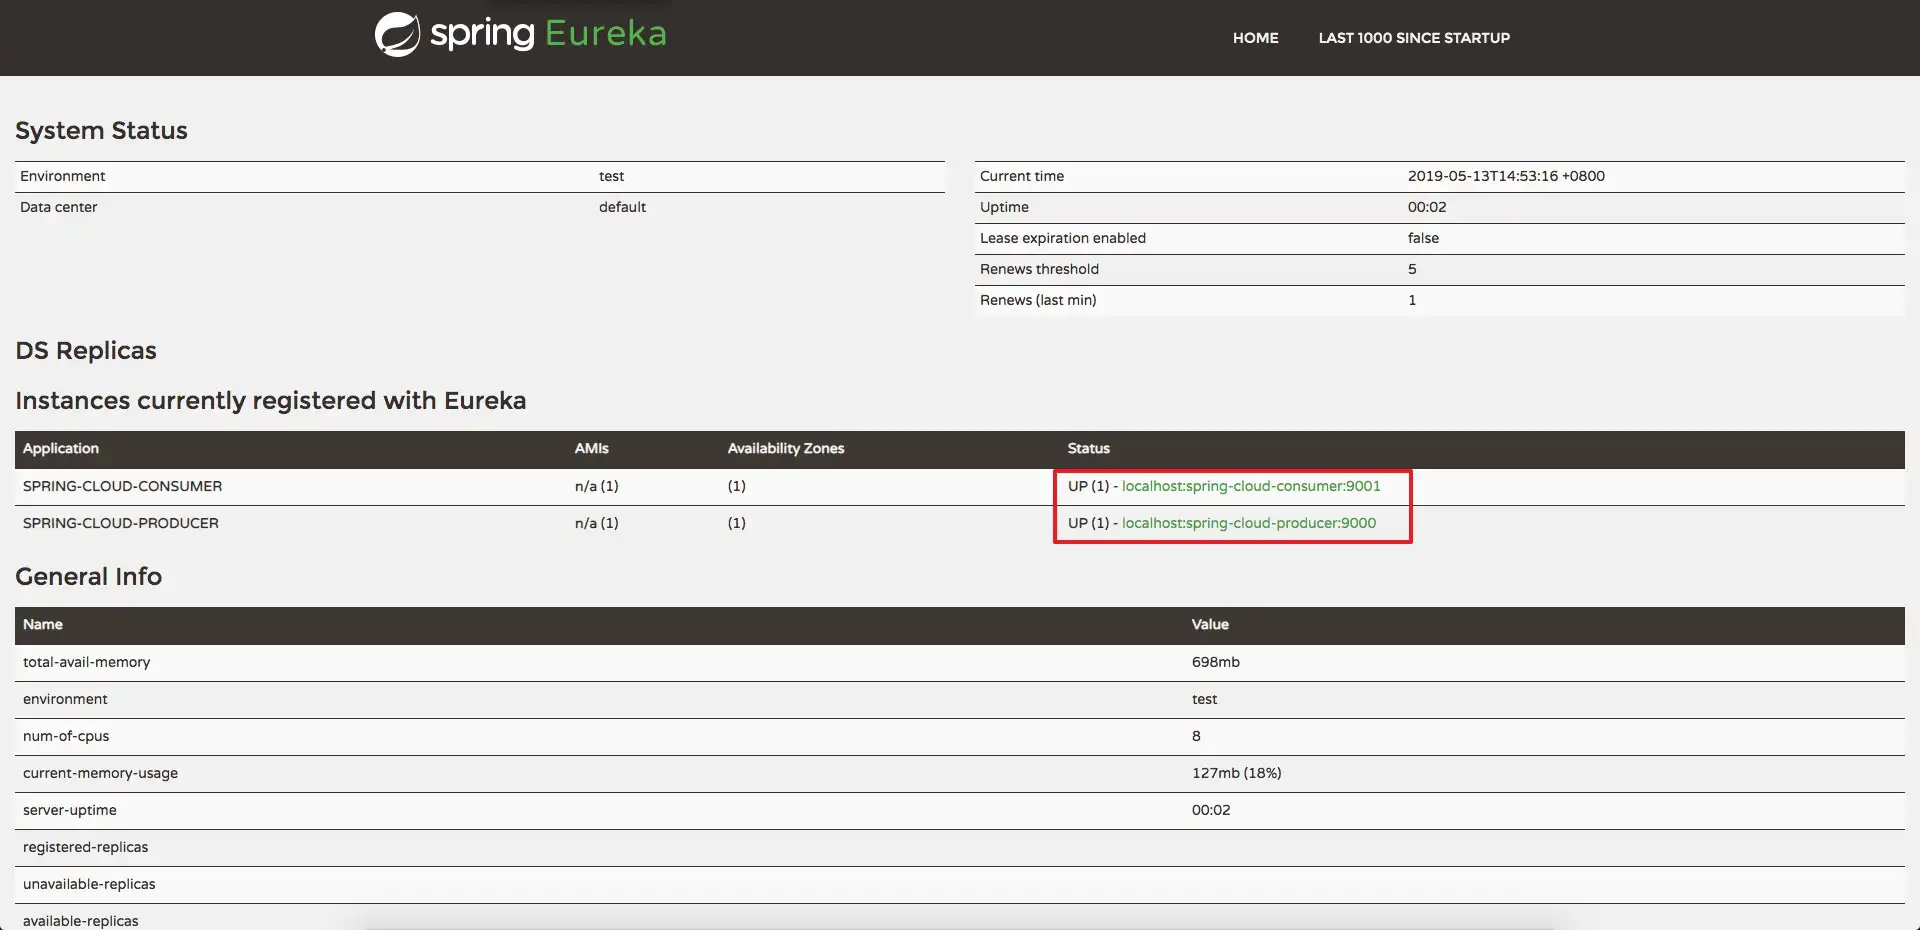 spring Eureka
HOME LAST 1000 SINCE STARTUP
System Status
Environment test
Data center default
Current time 2019-05-13T14:53:16 +0800
Uptime 00:02
Lease expiration enabled false
Renews threshold 5
Renews (last min) 1
DS Replicas
Instances currently registered with Eureka
Application AMIs Availability Zones Status
SPRING-CLOUD-CONSUMER n/a (1) (1) UP (1) - localhost:spring-cloud-consumer:9001
SPRING-CLOUD-PRODUCER n/a (1) (1) UP (1) - localhost:spring-cloud-producer:9000
General Info
Name Value
total-avail-memory 698mb
environment test
num-of-cpus 8
current-memory-usage 127mb (18%)
server-uptime 00:02
registered-replicas
unavailable-replicas
available-replicas